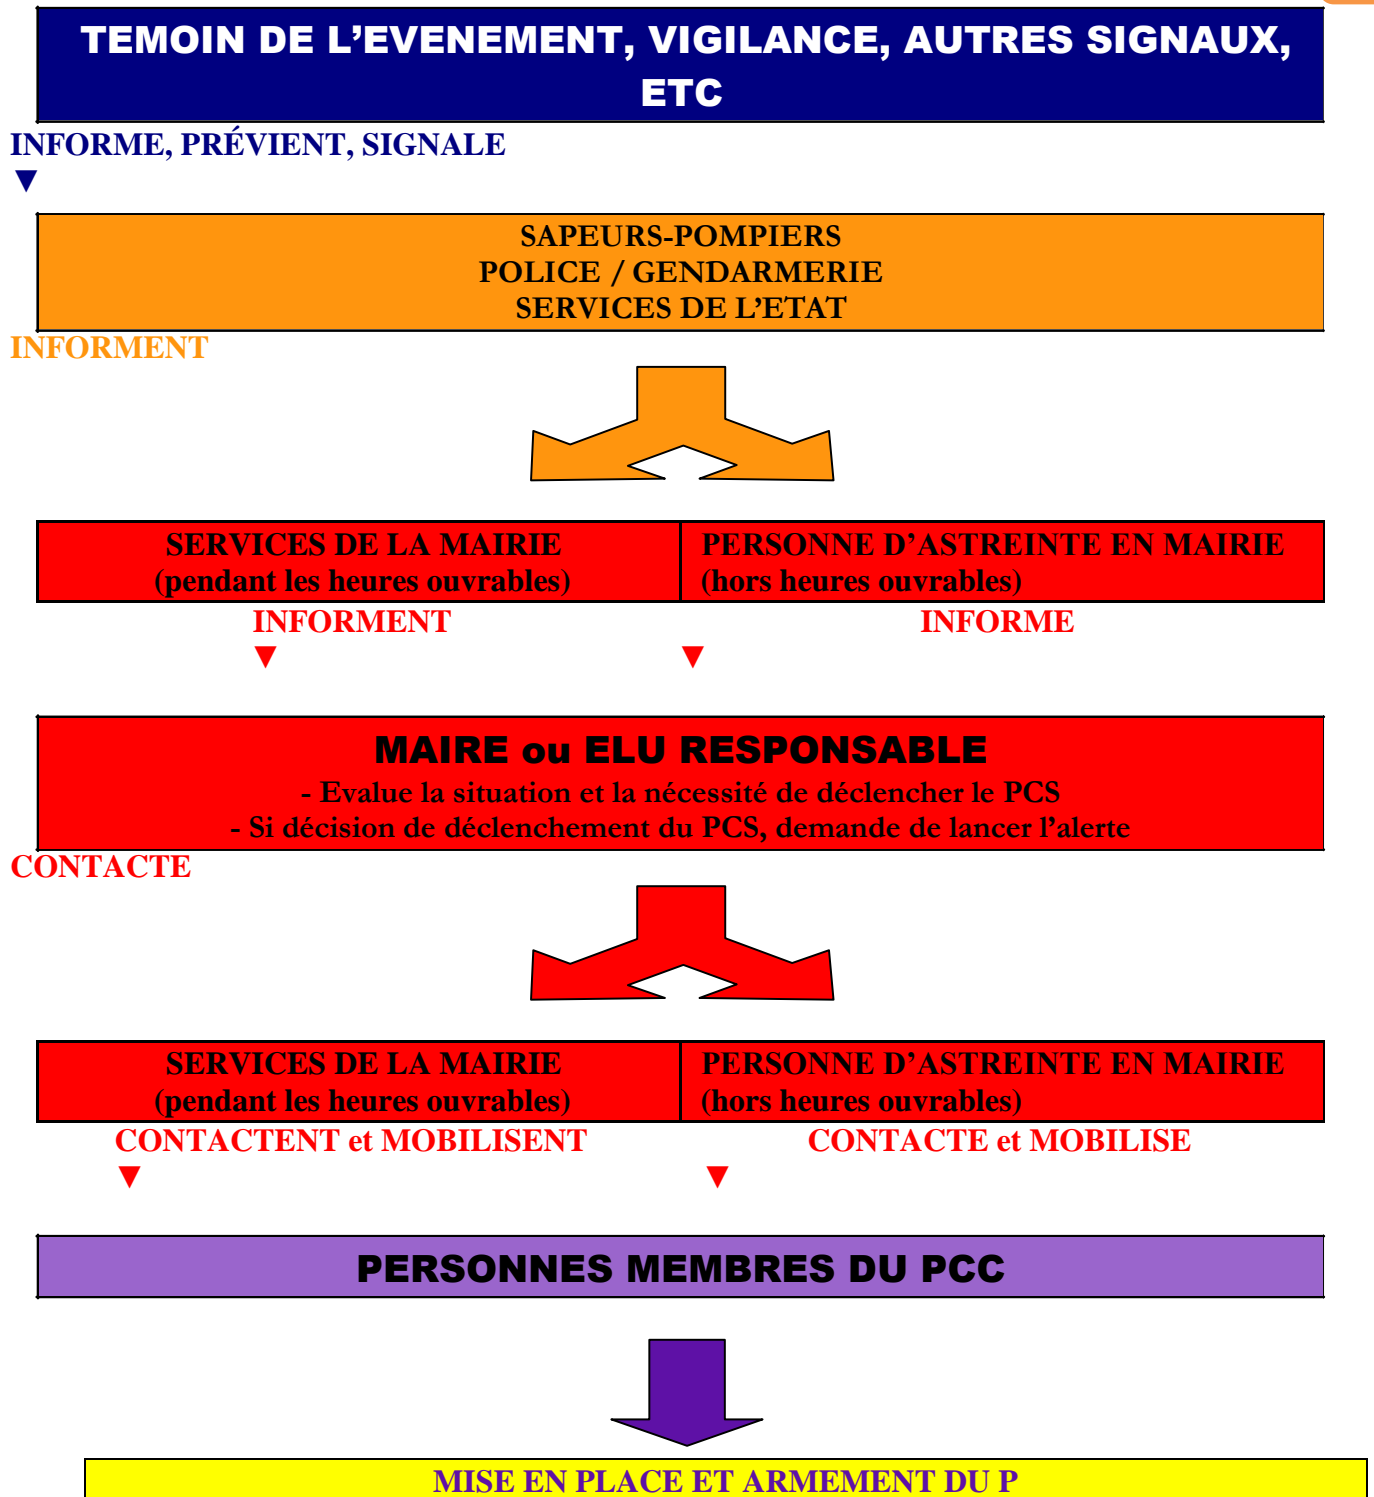 TEMOIN DE L’EVENEMENT, VIGILANCE, AUTRES SIGNAUX,
ETC
INFORME, PRÉVIENT, SIGNALE
▼
SAPEURS-POMPIERS
POLICE / GENDARMERIE
SERVICES DE L’ETAT
INFORMENT
SERVICES DE LA MAIRIE
(pendant les heures ouvrables)
PERSONNE D’ASTREINTE EN MAIRIE
(hors heures ouvrables)
INFORMENT
INFORME
▼ ▼
MAIRE ou ELU RESPONSABLE
- Evalue la situation et la nécessité de déclencher le PCS
- Si décision de déclenchement du PCS, demande de lancer l’alerte
CONTACTE
SERVICES DE LA MAIRIE
(pendant les heures ouvrables)
PERSONNE D’ASTREINTE EN MAIRIE
(hors heures ouvrables)
CONTACTENT et MOBILISENT
CONTACTE et MOBILISE
▼ ▼
PERSONNES MEMBRES DU PCC
MISE EN PLACE ET ARMEMENT DU P